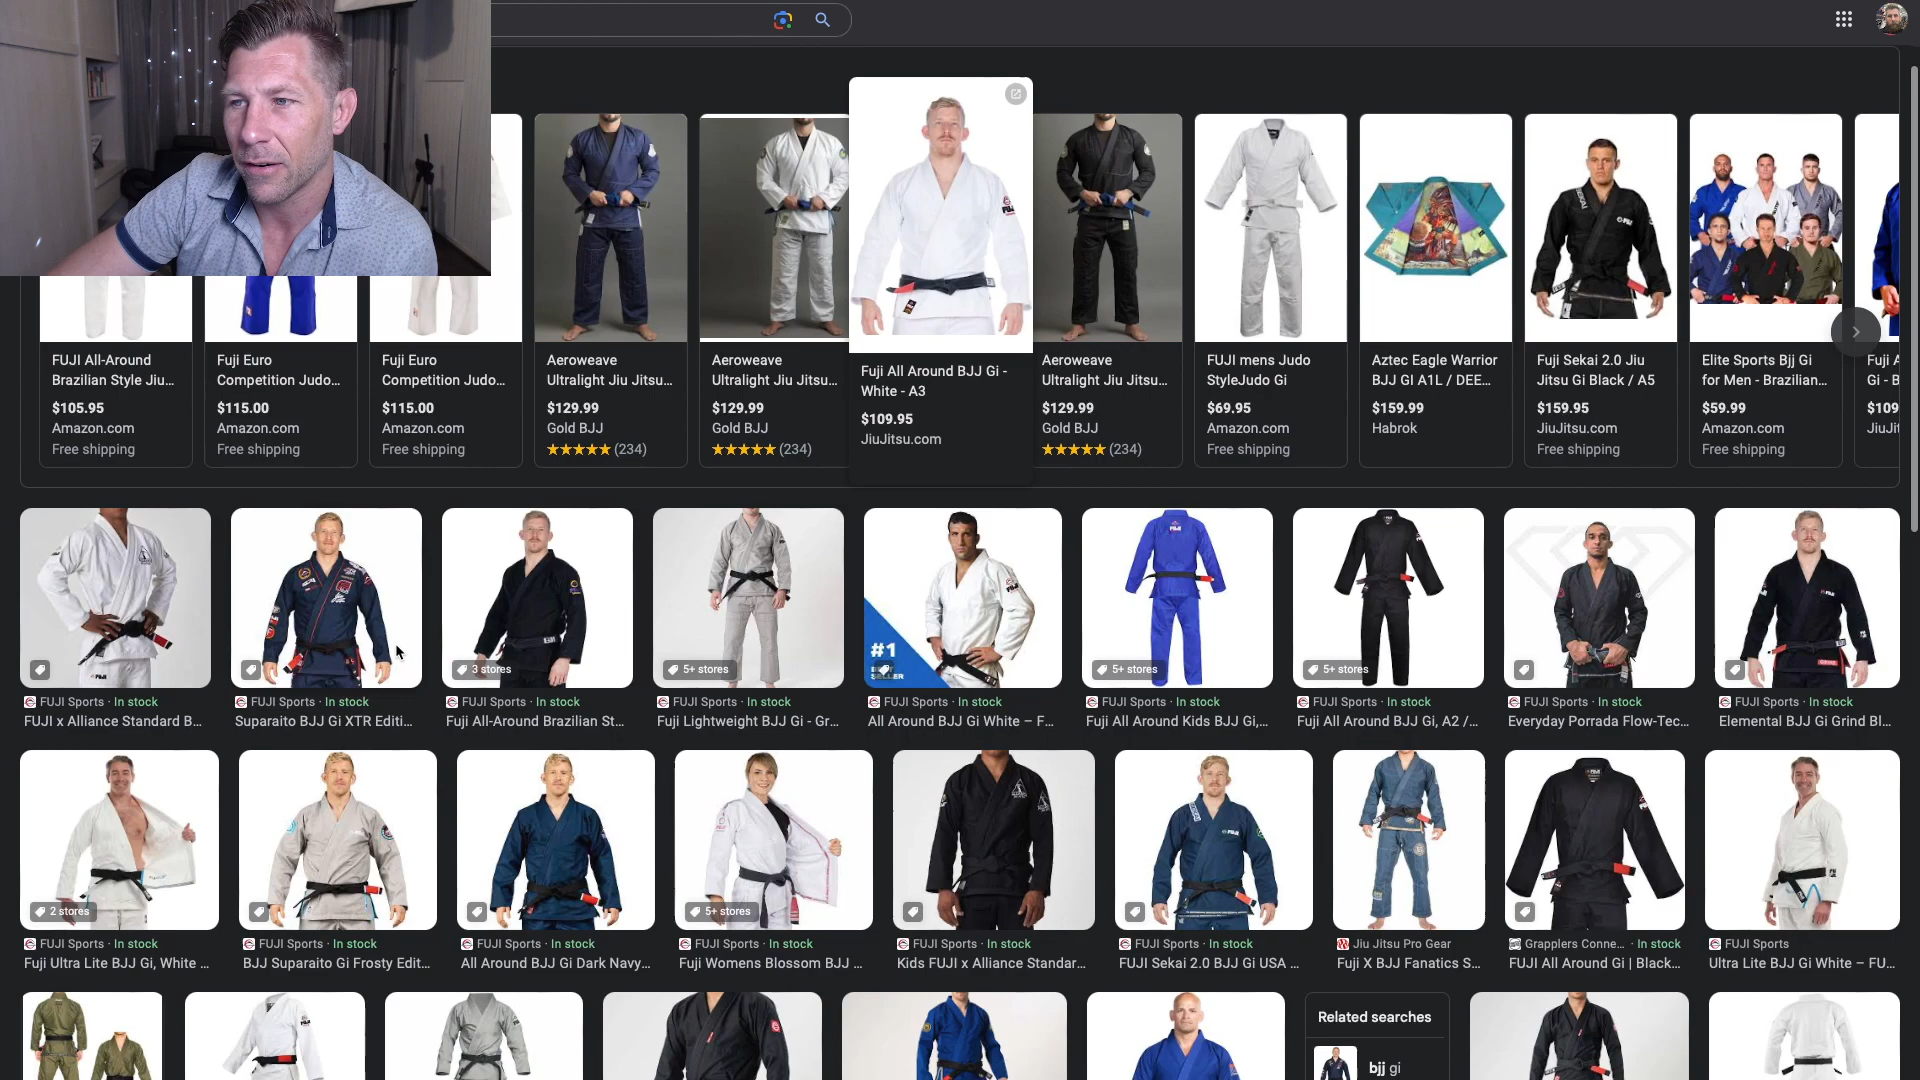 FUJI All-Around
Brazilian Style Jiu...
$105.95
Amazon.com
Free shipping
Fuji Euro
Competition Judo...
$115.00
Amazon.com
Free shipping
Fuji Euro
Competition Judo...
$115.00
Amazon.com
Free shipping
Aeroweave
Ultralight Jiu Jitsu...
$129.99
Gold BJJ
(234)
Aeroweave
Ultralight Jiu Jitsu...
$129.99
Gold BJJ
(234)
Fuji All Around BJJ Gi -
White - A3
$109.95
JiuJitsu.com
Aeroweave
Ultralight Jiu Jitsu...
$129.99
Gold BJJ
(234)
FUJI mens Judo
StyleJudo Gi
$69.95
Amazon.com
Free shipping
Aztec Eagle Warrior
BJJ GI A1L / DEE...
$159.99
Habrok
Fuji Sekai 2.0 Jiu
Jitsu Gi Black / A5
$159.95
JiuJitsu.com
Free shipping
Elite Sports Bjj Gi
for Men - Brazilian...
$59.99
Amazon.com
Free shipping
Fuji A
Gi - B
$109
JiuJit
FUJI Sports · In stock
FUJI x Alliance Standard B...
FUJI Sports · In stock
Suparaito BJJ Gi XTR Editi...
3 stores
FUJI Sports · In stock
Fuji All-Around Brazilian St...
5+ stores
FUJI Sports · In stock
Fuji Lightweight BJJ Gi - Gr...
#1
FUJI Sports · In stock
All Around BJJ Gi White – F...
5+ stores
FUJI Sports · In stock
Fuji All Around Kids BJJ Gi,...
5+ stores
FUJI Sports · In stock
Fuji All Around BJJ Gi, A2 /...
FUJI Sports · In stock
Everyday Porrada Flow-Tec...
FUJI Sports · In stock
Elemental BJJ Gi Grind Bl...
2 stores
FUJI Sports · In stock
Fuji Ultra Lite BJJ Gi, White ...
FUJI Sports · In stock
BJJ Suparaito Gi Frosty Edit...
FUJI Sports · In stock
All Around BJJ Gi Dark Navy...
5+ stores
FUJI Sports · In stock
Fuji Womens Blossom BJJ ...
FUJI Sports · In stock
Kids FUJI x Alliance Standar...
FUJI Sports · In stock
FUJI Sekai 2.0 BJJ Gi USA ...
Jiu Jitsu Pro Gear
Fuji X BJJ Fanatics S...
Grapplers Conne... · In stock
FUJI All Around Gi | Black...
FUJI Sports
Ultra Lite BJJ Gi White – FU...
Related searches
bjj gi